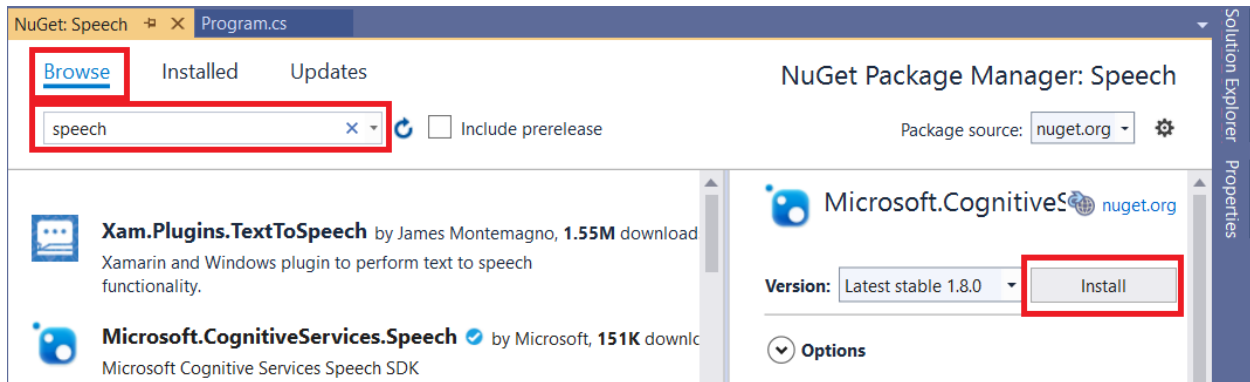 NuGet: Speech
Program.cs
Browse Installed Updates
NuGet Package Manager: Speech
speech
Include prerelease
Package source: nuget.org
Xam.Plugins.TextToSpeech by James Montemagno, 1.55M download
Xamarin and Windows plugin to perform text to speech
functionality.
Microsoft.CognitiveServices.Speech by Microsoft, 151K downlc
Microsoft Cognitive Services Speech SDK
Microsoft.CognitiveS nuget.org
Version: Latest stable 1.8.0 Install
Options
Solution Explorer
Properties